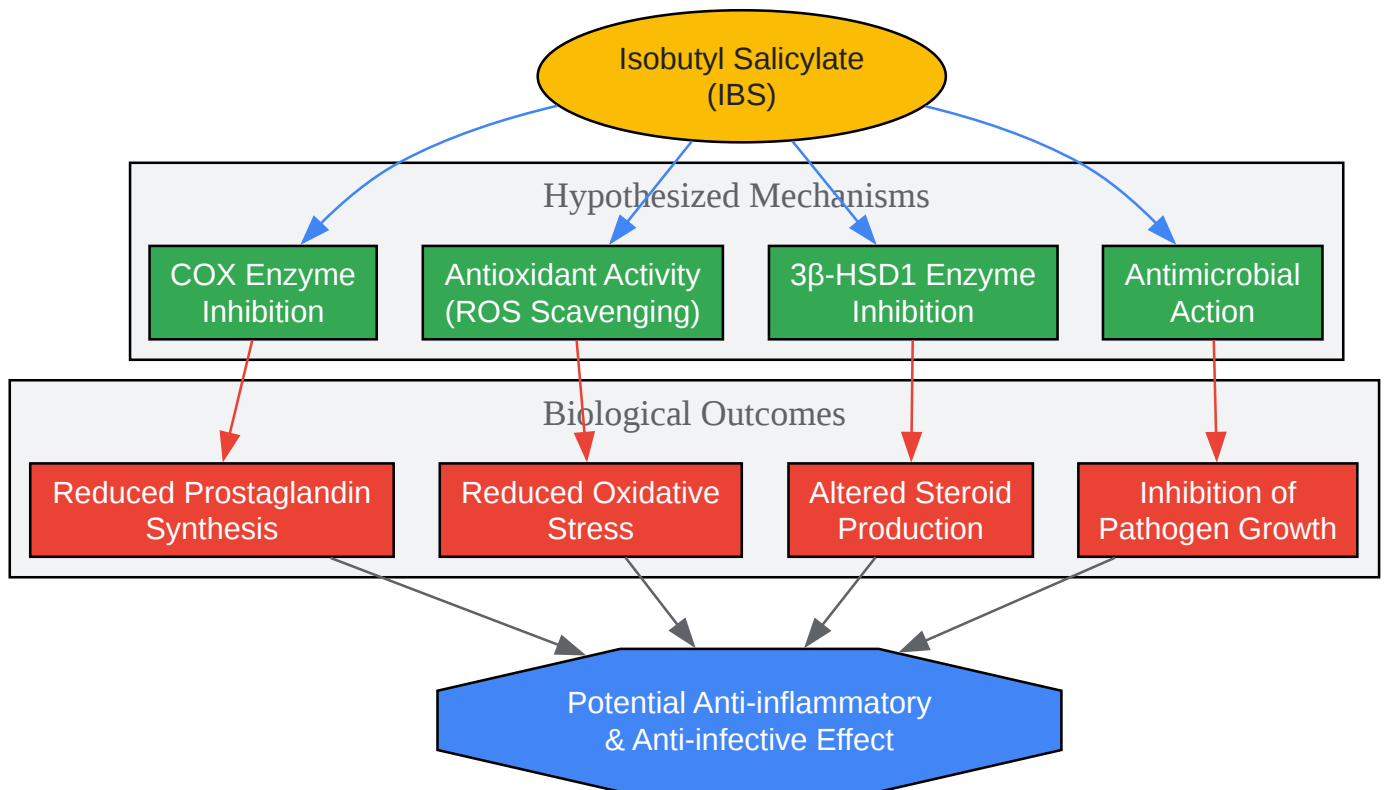 Isobutyl Salicylate
(IBS)
Hypothesized Mechanisms
COX Enzyme
Inhibition
Antioxidant Activity
(ROS Scavenging)
3β-HSD1 Enzyme
Inhibition
Antimicrobial
Action
Biological Outcomes
Reduced Prostaglandin
Synthesis
Reduced Oxidative
Stress
Altered Steroid
Production
Inhibition of
Pathogen Growth
Potential Anti-inflammatory
& Anti-infective Effect